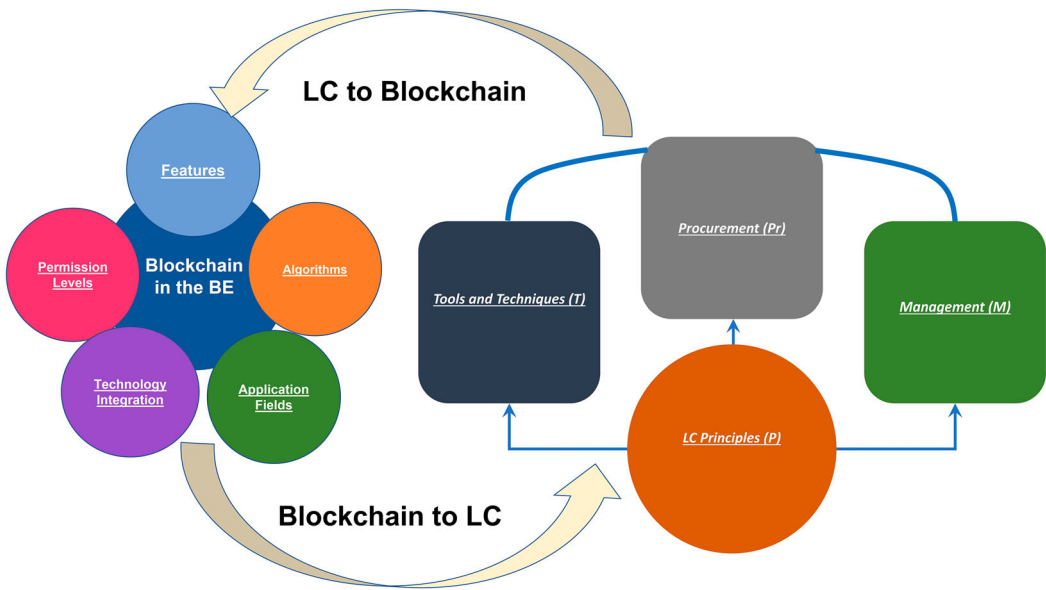 LC to Blockchain
Features
Permission
Levels
Blockchain
in the BE
Algorithms
Technology
Integration
Application
Fields
Procurement (Pr)
Tools and Techniques (T)
Management (M)
LC Principles (P)
Blockchain to LC